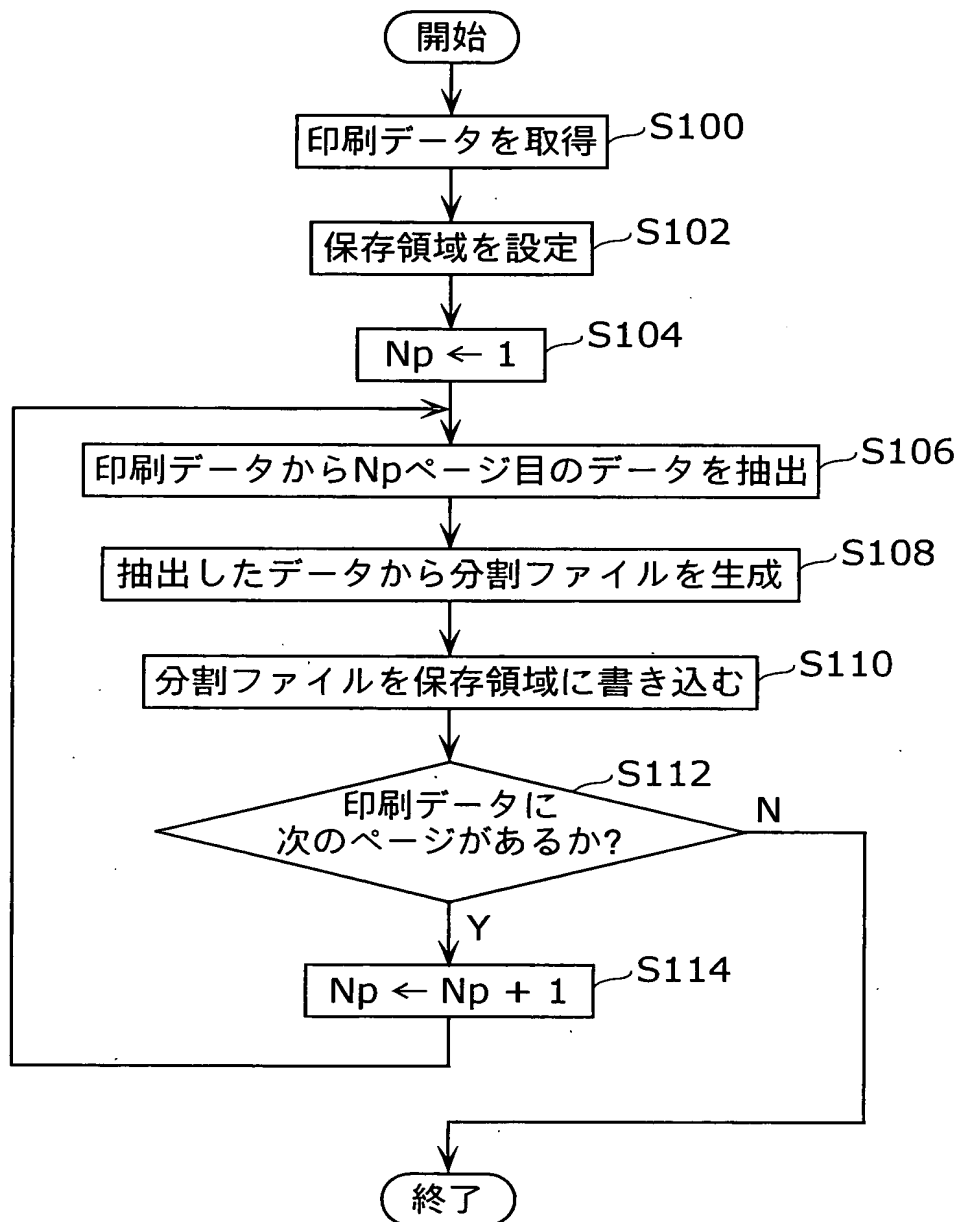 開始
印刷データを取得
S100
保存領域を設定
S102
Np ← 1
S104
印刷データからNpページ目のデータを抽出
S106
抽出したデータから分割ファイルを生成
S108
分割ファイルを保存領域に書き込む
S110
印刷データに
次のページがあるか?
S112
N
Y
Np ← Np + 1
S114
終了